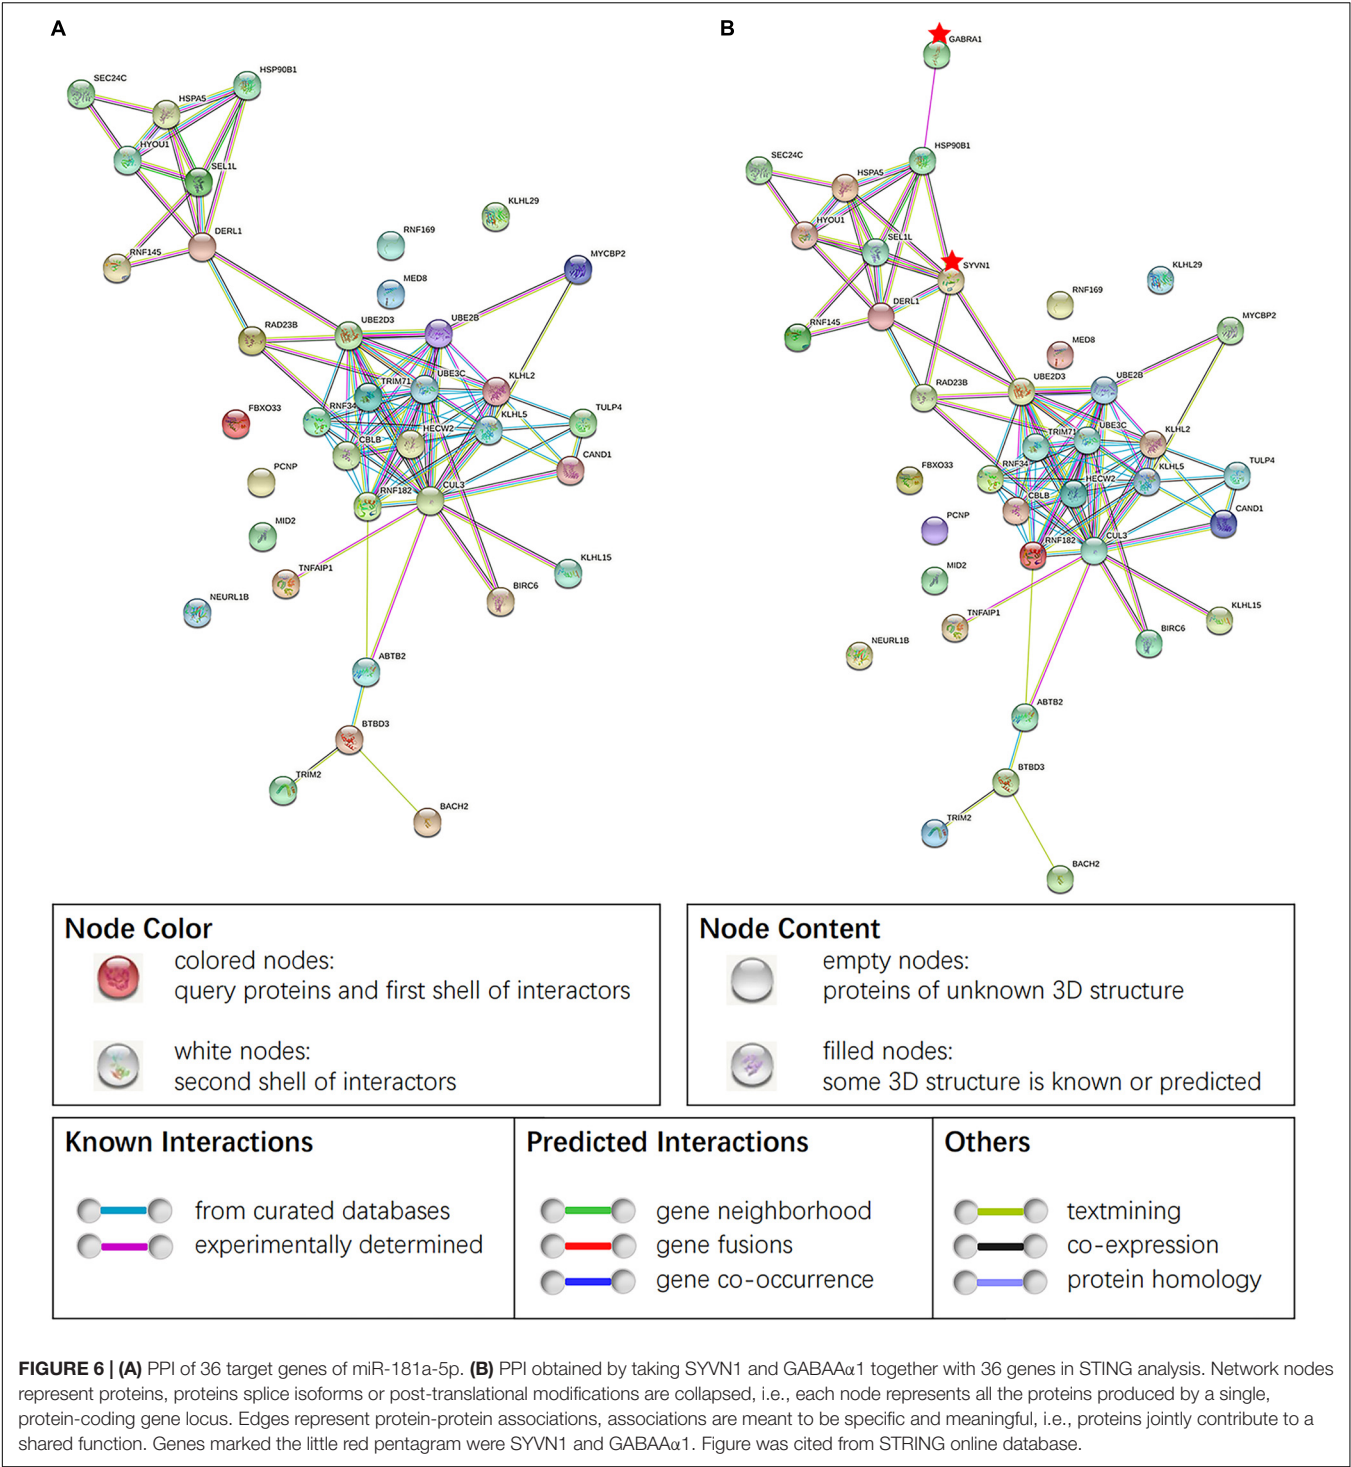 A
SEC24C
HSP90B1
HSPA5
HYOU1
SEL1L
DERL1
RNF145
KLHL29
RNF169
MYCBP2
MED8
RAD23B
UBE2D3
UBE2B
TRIM71
UBE3C
KLHL2
FBXO33
RNF34
KLHL5
TULP4
CBLB
HECW2
CAND1
PCNP
RNF182
CUL3
MID2
TNFAIP1
KLHL15
BIRC6
NEURL1B
ABTB2
BTBD3
TRIM2
BACH2
B
GABRA1
HSP90B1
SEC24C
HSPA5
HYOU1
SEL1L
SYVN1
DERL1
RNF145
KLHL29
RNF169
MYCBP2
MED8
RAD23B
UBE2D3
UBE2B
TRIM71
UBE3C
KLHL2
FBXO33
RNF34
KLHL5
TULP4
CBLB
HECW2
CAND1
PCNP
RNF182
CUL3
MID2
TNFAIP1
KLHL15
BIRC6
NEURL1B
ABTB2
BTBD3
TRIM2
BACH2
Node Color
colored nodes:
query proteins and first shell of interactors
white nodes:
second shell of interactors
Node Content
empty nodes:
proteins of unknown 3D structure
filled nodes:
some 3D structure is known or predicted
Known Interactions
from curated databases
experimentally determined
Predicted Interactions
gene neighborhood
gene fusions
gene co-occurrence
Others
textmining
co-expression
protein homology
FIGURE 6 | (A) PPI of 36 target genes of miR-181a-5p. (B) PPI obtained by taking SYVN1 and GABAAα1 together with 36 genes in STING analysis. Network nodes
represent proteins, proteins splice isoforms or post-translational modifications are collapsed, i.e., each node represents all the proteins produced by a single,
protein-coding gene locus. Edges represent protein-protein associations, associations are meant to be specific and meaningful, i.e., proteins jointly contribute to a
shared function. Genes marked the little red pentagram were SYVN1 and GABAAα1. Figure was cited from STRING online database.